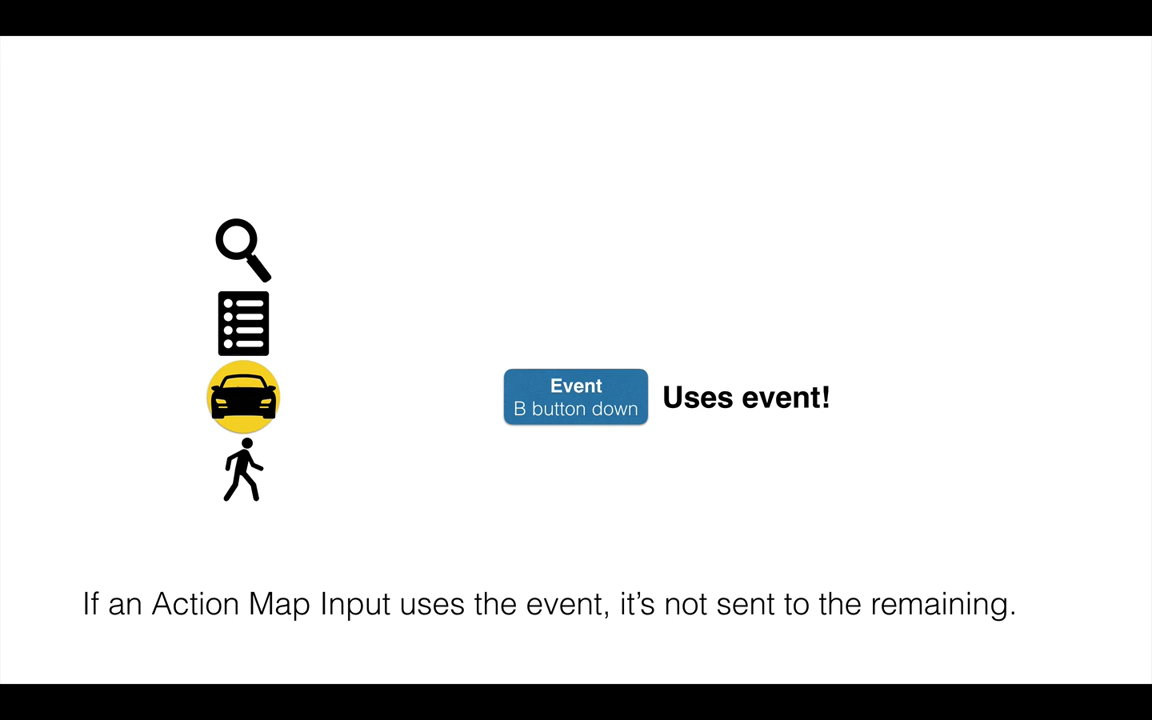 Event
B button down
Uses event!
If an Action Map Input uses the event, it’s not sent to the remaining.